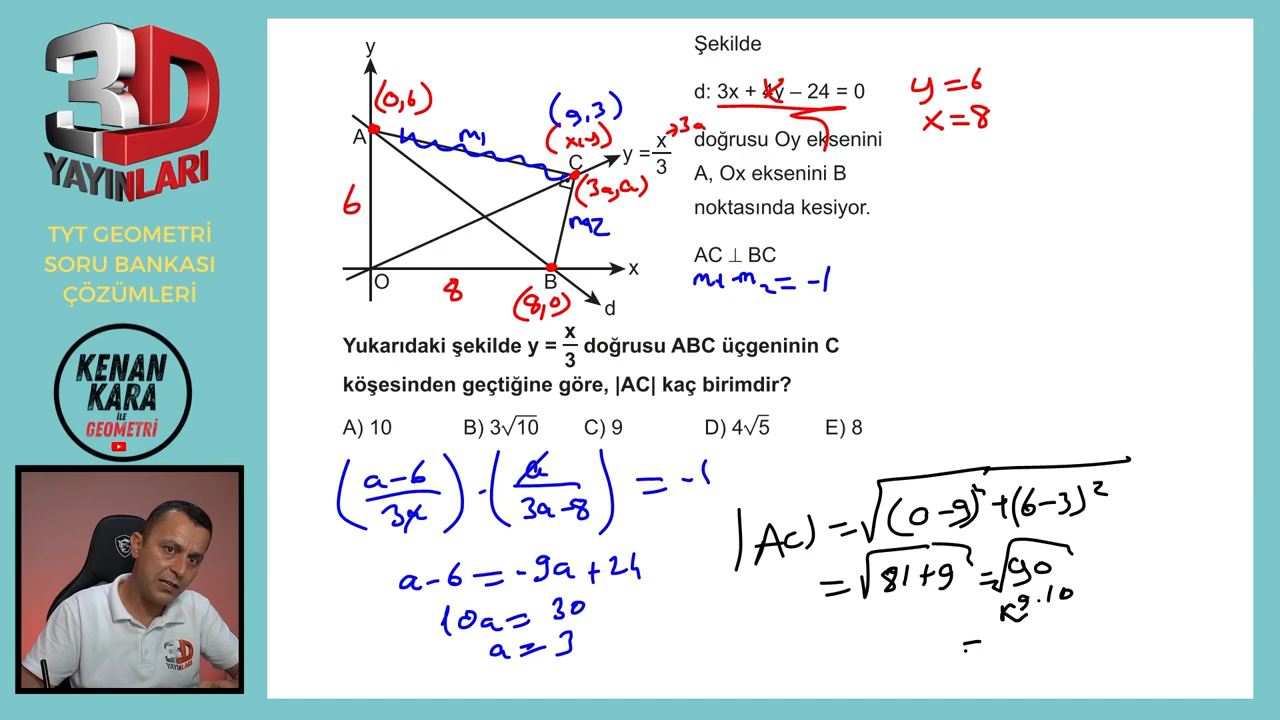 3D
YAYINLARI
TYT GEOMETRİ
SORU BANKASI
ÇÖZÜMLERİ
KENAN
KARA
İLE
GEOMETRİ
3D
YAYINLARI
y
(0,6)
A
m1
(9,3)
(x,y)
C
y = x/3
→3a
(3a,a)
6
m2
O
8
B
x
(8,0)
d
Şekilde
d: 3x + 4y – 24 = 0
y = 6
x = 8
doğrusu Oy eksenini
A, Ox eksenini B
noktasında kesiyor.
AC ⊥ BC
m1 · m2 = -1
Yukarıdaki şekilde y = x/3 doğrusu ABC üçgeninin C
köşesinden geçtiğine göre, |AC| kaç birimdir?
A) 10 B) 3√10 C) 9 D) 4√5 E) 8
(a-6/3a) · (a/3a-8) = -1
a-6 = -9a+24
10a = 30
a = 3
|AC| = √(0-9)² + (6-3)²
= √81+9 = √90
9·10
=